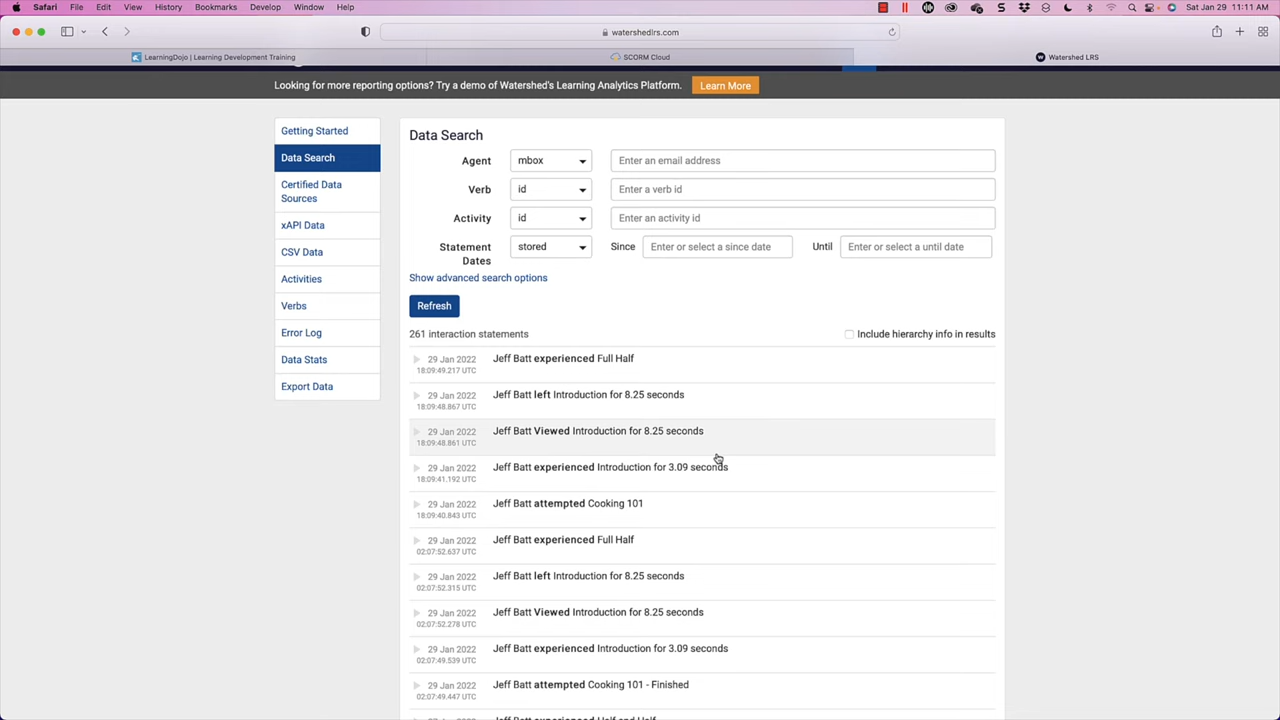 Safari File Edit View History Bookmarks Develop Window Help Sat Jan 29 11:11 AM
watershedlrs.com
LearningDojo | Learning Development Training SCORM Cloud Watershed LRS
Looking for more reporting options? Try a demo of Watershed's Learning Analytics Platform. Learn More
Getting Started
Data Search
Certified Data
Sources
xAPI Data
CSV Data
Activities
Verbs
Error Log
Data Stats
Export Data
Data Search
Agent mbox Enter an email address
Verb id Enter a verb id
Activity id Enter an activity id
Statement
Dates stored Since Enter or select a since date Until Enter or select a until date
Show advanced search options
Refresh
261 interaction statements Include hierarchy info in results
29 Jan 2022 Jeff Batt experienced Full Half
18:09:49.217 UTC
29 Jan 2022 Jeff Batt left Introduction for 8.25 seconds
18:09:48.867 UTC
29 Jan 2022 Jeff Batt Viewed Introduction for 8.25 seconds
18:09:48.861 UTC
29 Jan 2022 Jeff Batt experienced Introduction for 3.09 seconds
18:09:41.192 UTC
29 Jan 2022 Jeff Batt attempted Cooking 101
18:09:40.843 UTC
29 Jan 2022 Jeff Batt experienced Full Half
02:07:52.637 UTC
29 Jan 2022 Jeff Batt left Introduction for 8.25 seconds
02:07:52.315 UTC
29 Jan 2022 Jeff Batt Viewed Introduction for 8.25 seconds
02:07:52.278 UTC
29 Jan 2022 Jeff Batt experienced Introduction for 3.09 seconds
02:07:49.539 UTC
29 Jan 2022 Jeff Batt attempted Cooking 101 - Finished
02:07:49.447 UTC